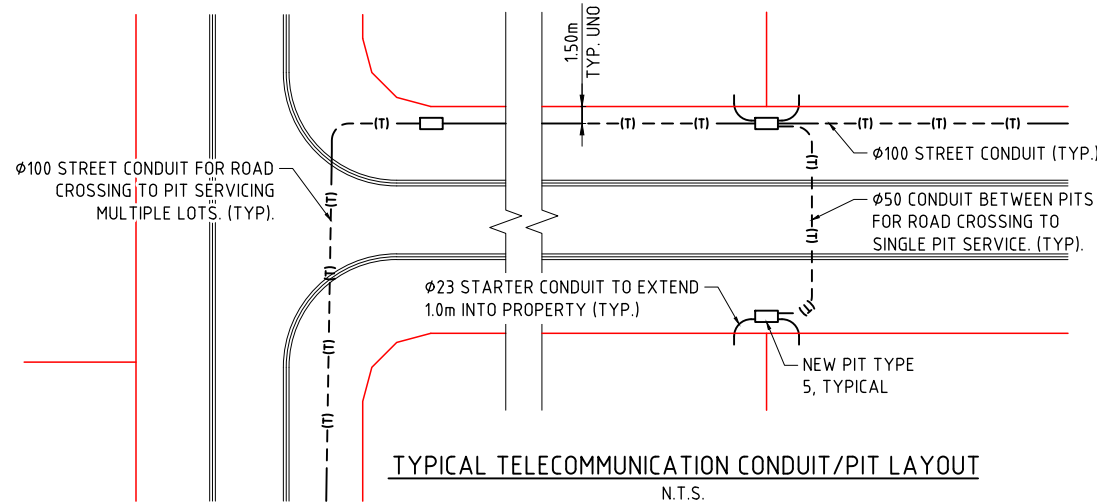 1.50m
TYP. UNO
(T)
(T)
(T)
(T)
(T)
(T)
(T)
Ø100 STREET CONDUIT (TYP.)
(T)
Ø100 STREET CONDUIT FOR ROAD
CROSSING TO PIT SERVICING
MULTIPLE LOTS. (TYP).
(T)
Ø50 CONDUIT BETWEEN PITS
FOR ROAD CROSSING TO
SINGLE PIT SERVICE. (TYP).
(T)
(T)
Ø23 STARTER CONDUIT TO EXTEND
1.0m INTO PROPERTY (TYP.)
(T)
(T)
(T)
NEW PIT TYPE
5, TYPICAL
TYPICAL TELECOMMUNICATION CONDUIT/PIT LAYOUT
N.T.S.